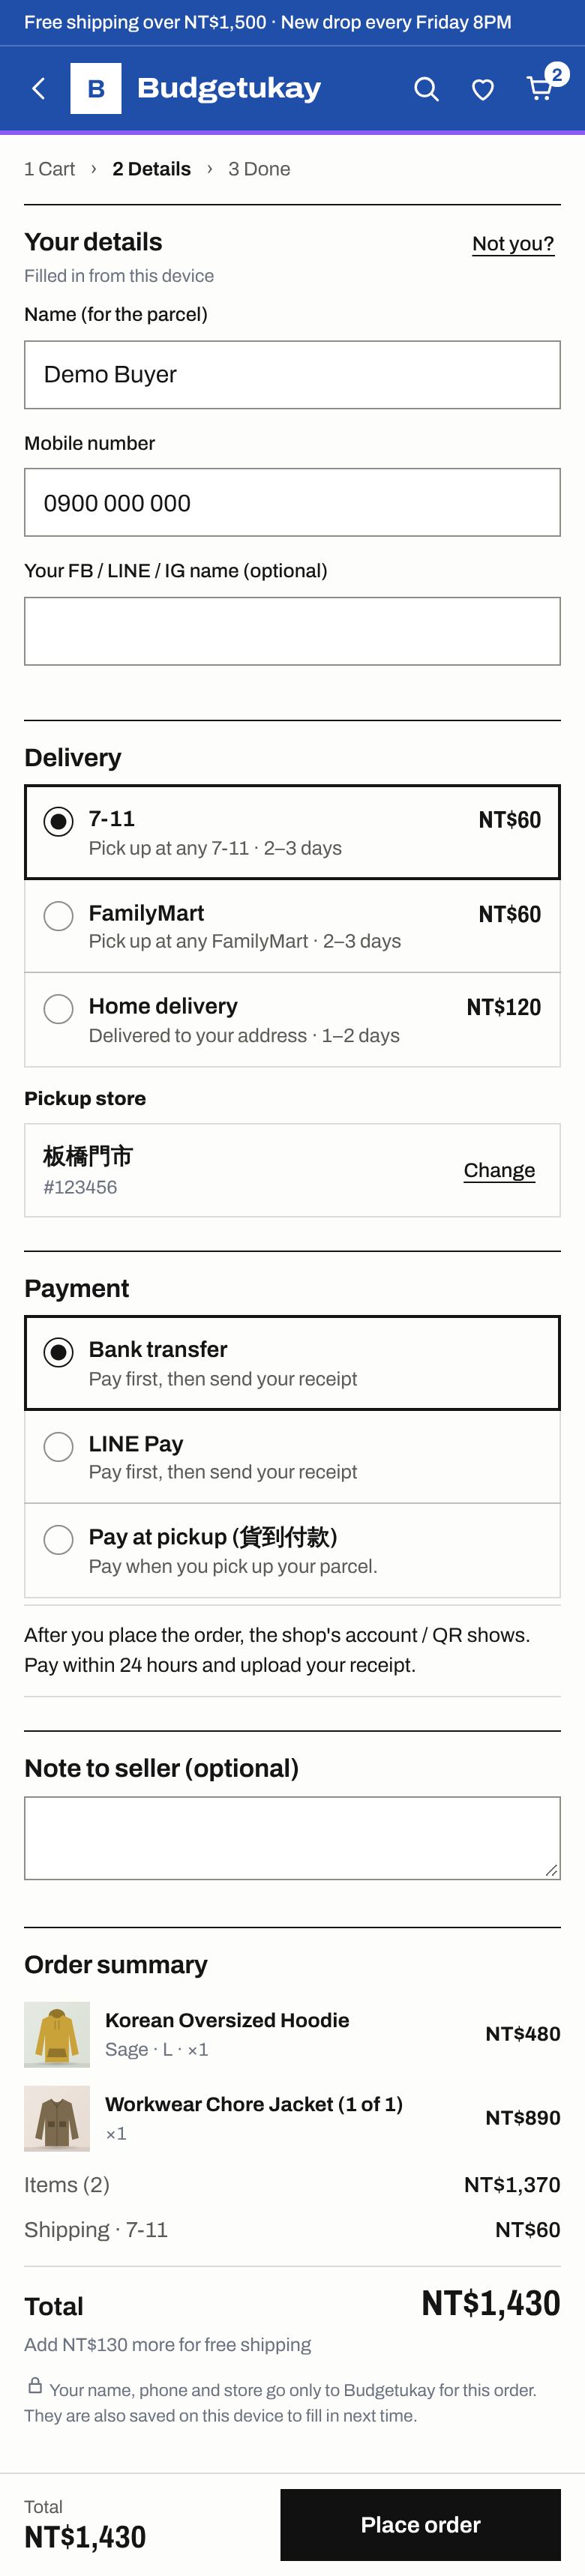 Free shipping over NT$1,500 · New drop every Friday 8PM
B Budgetukay 2
1 Cart › 2 Details › 3 Done
Your details Not you?
Filled in from this device
Name (for the parcel)
Demo Buyer
Mobile number
0900 000 000
Your FB / LINE / IG name (optional)
Delivery
7-11 NT$60
Pick up at any 7-11 · 2–3 days
FamilyMart NT$60
Pick up at any FamilyMart · 2–3 days
Home delivery NT$120
Delivered to your address · 1–2 days
Pickup store
板橋門市
#123456
Change
Payment
Bank transfer
Pay first, then send your receipt
LINE Pay
Pay first, then send your receipt
Pay at pickup (貨到付款)
Pay when you pick up your parcel.
After you place the order, the shop's account / QR shows.
Pay within 24 hours and upload your receipt.
Note to seller (optional)
Order summary
Korean Oversized Hoodie NT$480
Sage · L · ×1
Workwear Chore Jacket (1 of 1) NT$890
×1
Items (2) NT$1,370
Shipping · 7-11 NT$60
Total NT$1,430
Add NT$130 more for free shipping
Your name, phone and store go only to Budgetukay for this order.
They are also saved on this device to fill in next time.
Total
NT$1,430
Place order